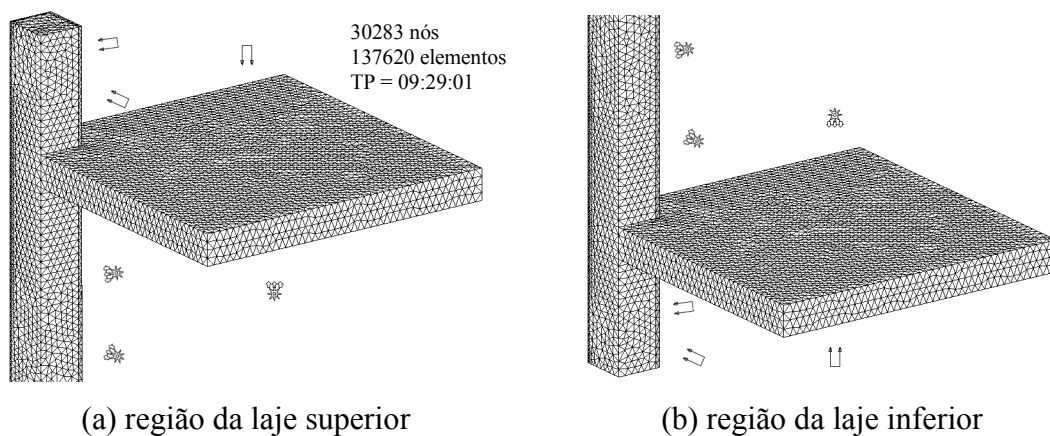 30283 nós
137620 elementos
TP = 09:29:01
(a) região da laje superior
(b) região da laje inferior